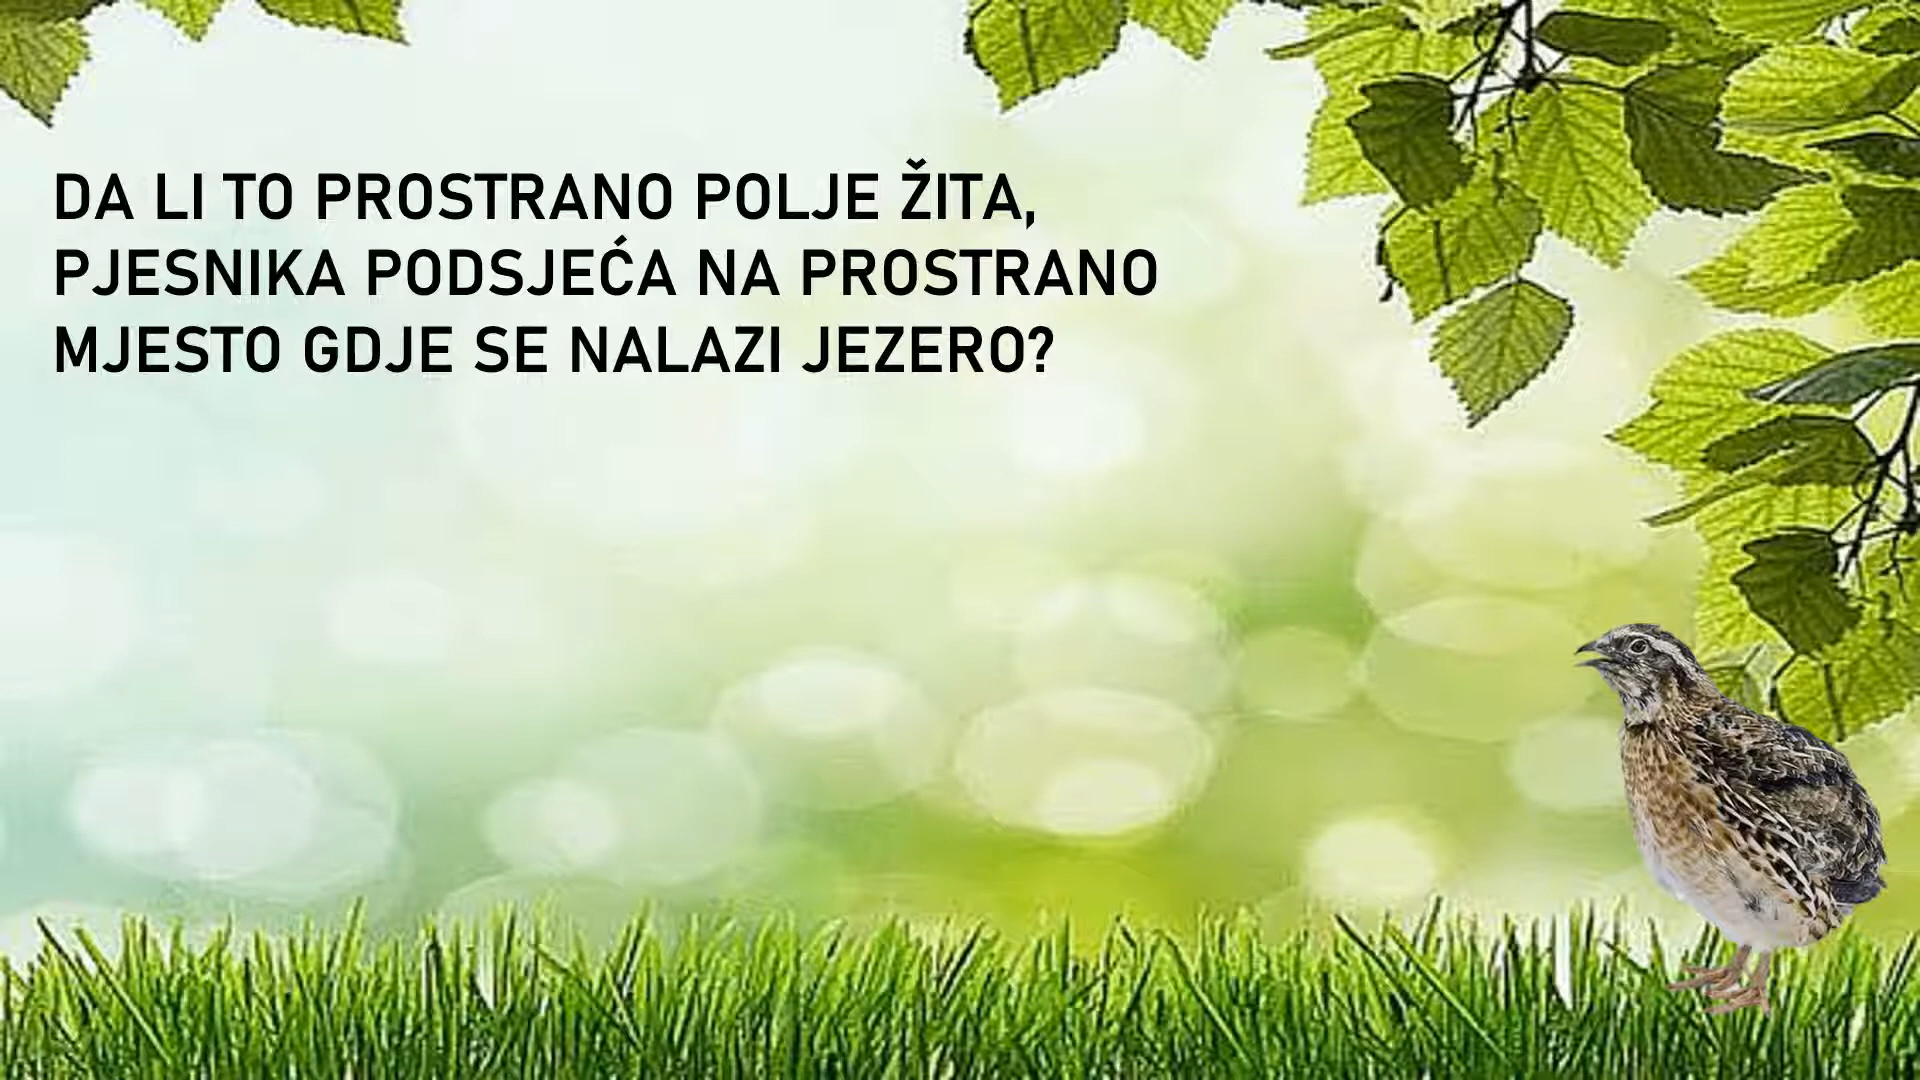 DA LI TO PROSTRANO POLJE ŽITA,
PJESNIKA PODSJEĆA NA PROSTRANO
MJESTO GDJE SE NALAZI JEZERO?